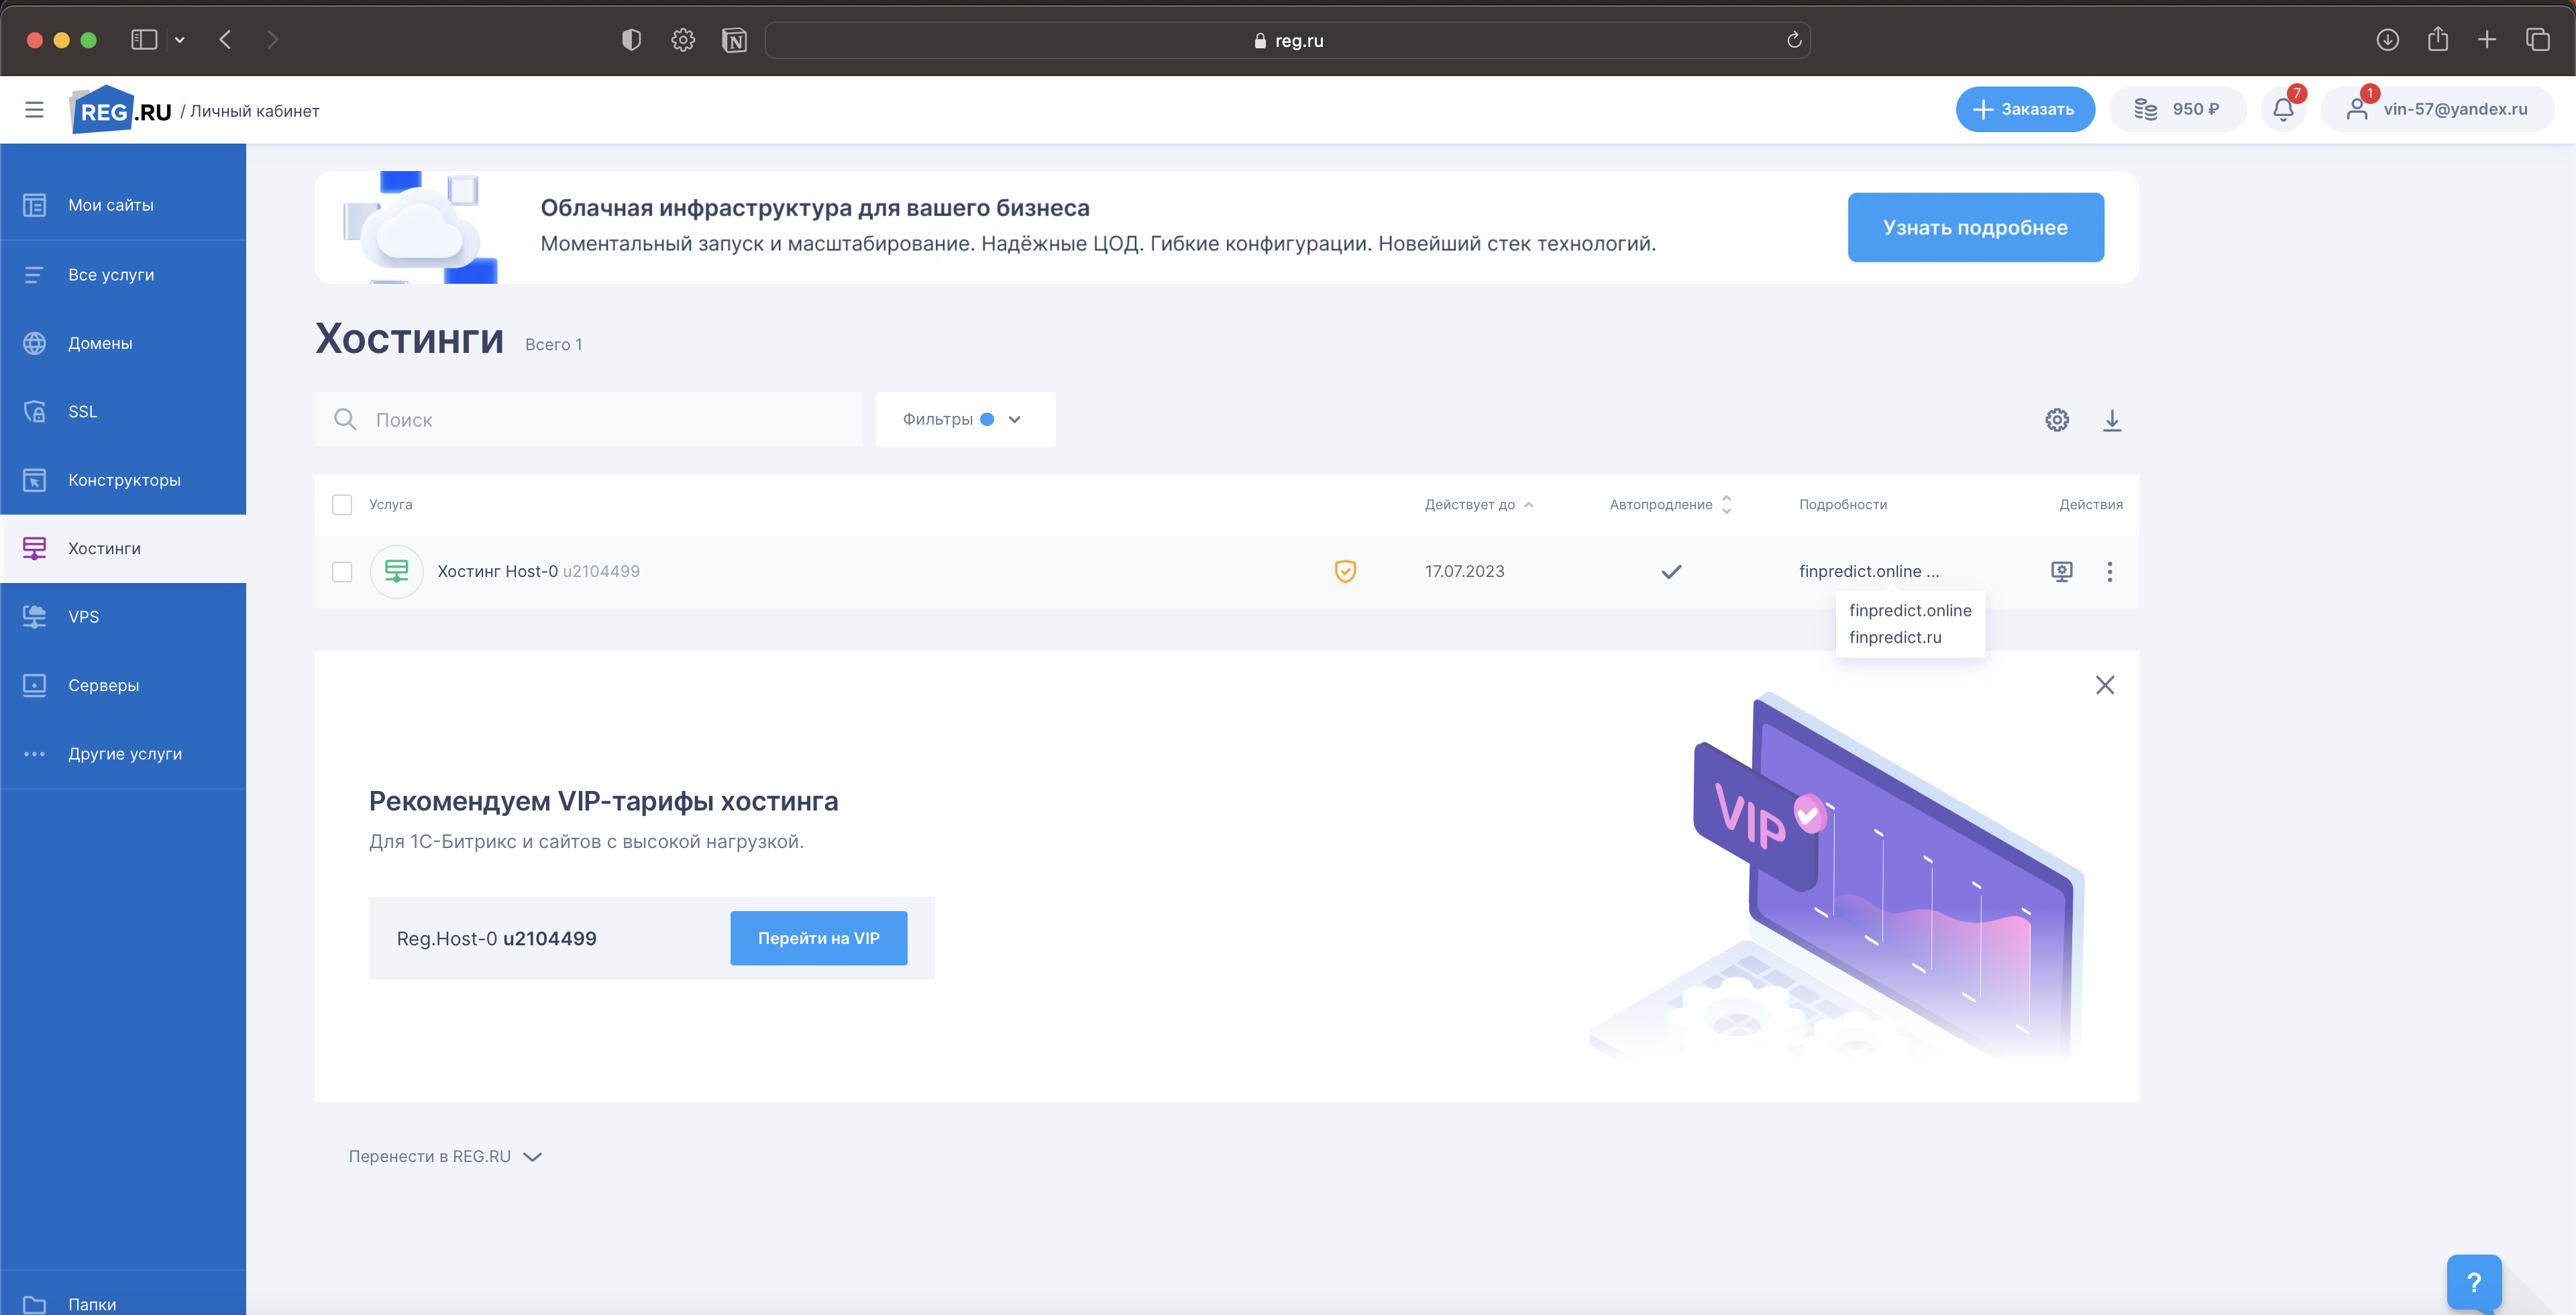 reg.ru
REG.RU / Личный кабинет
Заказать
950 ₽
7
1
vin-57@yandex.ru
Мои сайты
Все услуги
Домены
SSL
Конструкторы
Хостинги
VPS
Серверы
Другие услуги
Папки
Облачная инфраструктура для вашего бизнеса
Моментальный запуск и масштабирование. Надёжные ЦОД. Гибкие конфигурации. Новейший стек технологий.
Узнать подробнее
Хостинги Всего 1
Поиск
Фильтры
Услуга Действует до Автопродление Подробности Действия
Хостинг Host-0 u2104499 17.07.2023 finpredict.online ...
finpredict.online
finpredict.ru
Рекомендуем VIP-тарифы хостинга
Для 1С-Битрикс и сайтов с высокой нагрузкой.
Reg.Host-0 u2104499 Перейти на VIP
VIP
Перенести в REG.RU
?